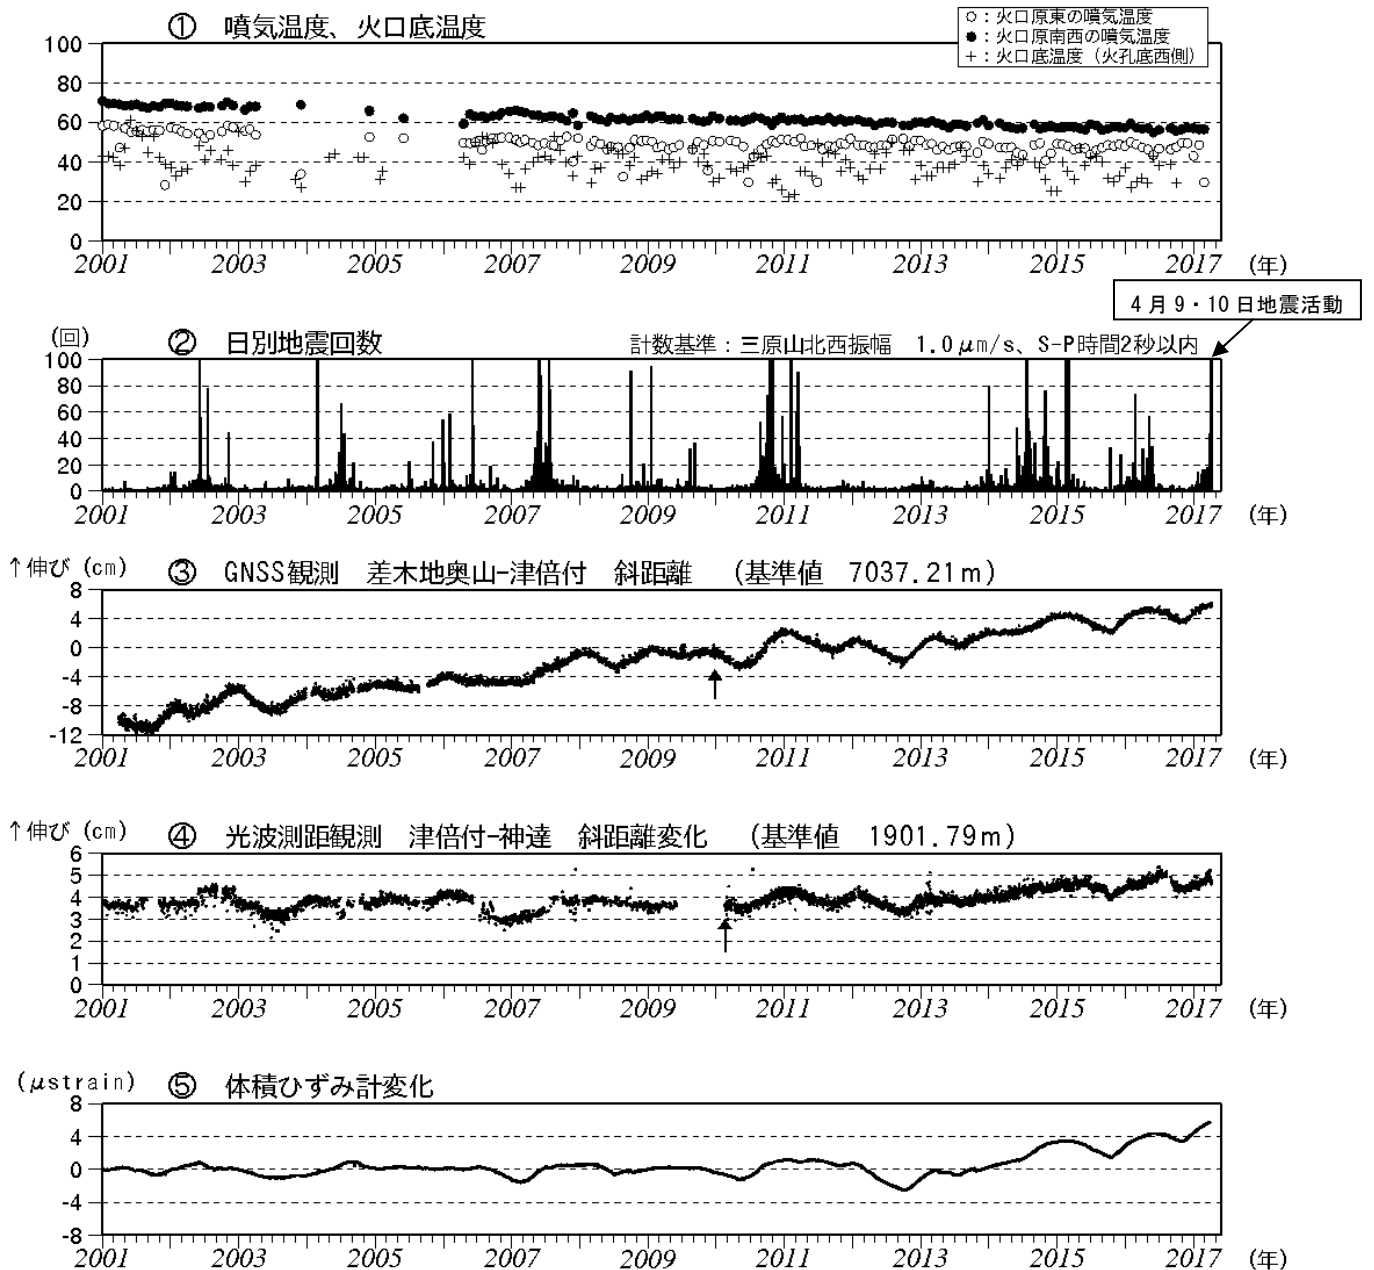 ① 噴気温度、火口底温度
○：火口原東の噴気温度
●：火口原南西の噴気温度
＋：火口底温度（火孔底西側）
100
80
60
40
20
0
2001 2003 2005 2007 2009 2011 2013 2015 2017 (年)
4月9・10日地震活動
(回) ② 日別地震回数 計数基準：三原山北西振幅 1.0μm/s、S-P時間2秒以内
100
80
60
40
20
0
2001 2003 2005 2007 2009 2011 2013 2015 2017 (年)
↑伸び (cm) ③ GNSS観測 差木地奥山-津倍付 斜距離 (基準値 7037.21m)
8
4
0
-4
-8
-12
2001 2003 2005 2007 2009 2011 2013 2015 2017 (年)
↑伸び (cm) ④ 光波測距観測 津倍付-神達 斜距離変化 (基準値 1901.79m)
6
5
4
3
2
1
0
2001 2003 2005 2007 2009 2011 2013 2015 2017 (年)
(μstrain) ⑤ 体積ひずみ計変化
8
4
0
-4
-8
2001 2003 2005 2007 2009 2011 2013 2015 2017 (年)